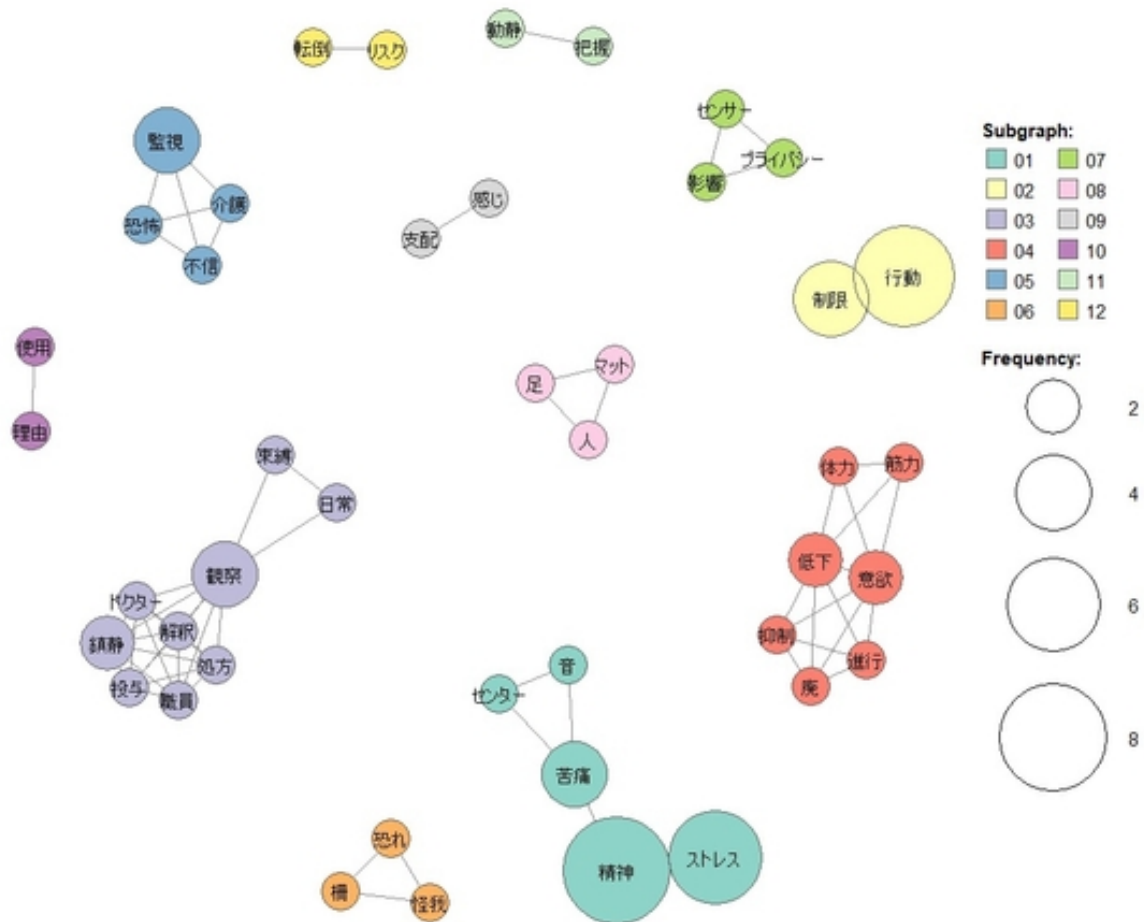 転倒
リスク
動静
把握
監視
介護
恐怖
不信
感じ
支配
センサー
プライバシー
影響
行動
制限
使用
理由
足
マット
人
束縛
日常
観察
ドクター
鎮静
解釈
処方
投与
職員
体力
筋力
低下
意欲
抑制
進行
廃
音
センター
苦痛
精神
ストレス
恐れ
柵
怪我
Subgraph:
01 07
02 08
03 09
04 10
05 11
06 12
Frequency:
2
4
6
8